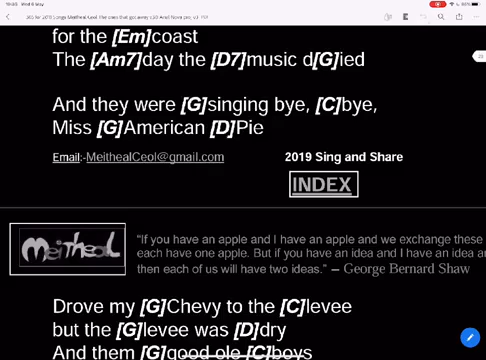 for the [Em]coast
The [Am7]day the [D7]music d[G]ied
And they were [G]singing bye, [C]bye,
Miss [G]American [D]Pie
Email:-MeithealCeol@gmail.com
2019 Sing and Share
INDEX
meitheal
"If you have an apple and I have an apple and we exchange these
each have one apple. But if you have an idea and I have an idea a
then each of us will have two ideas." – George Bernard Shaw
Drove my [G]Chevy to the [C]levee
but the [G]levee was [D]dry
And them [G]good ole [C]boys